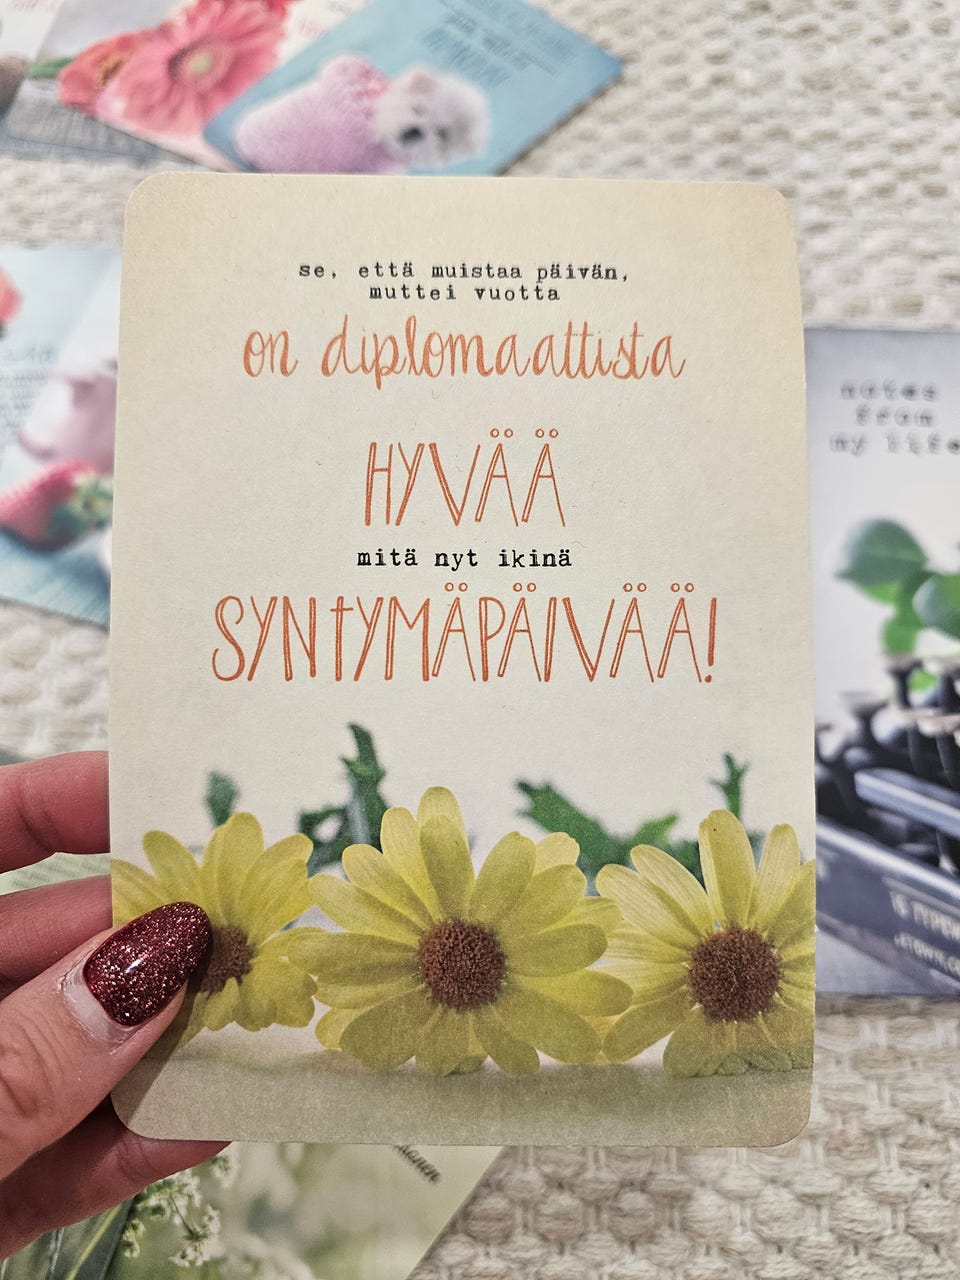 se, että muistaa päivän,
muttei vuotta
on diplomaattista
HYVÄÄ
mitä nyt ikinä
SYNTYMÄPÄIVÄÄ!
notes
from
my life